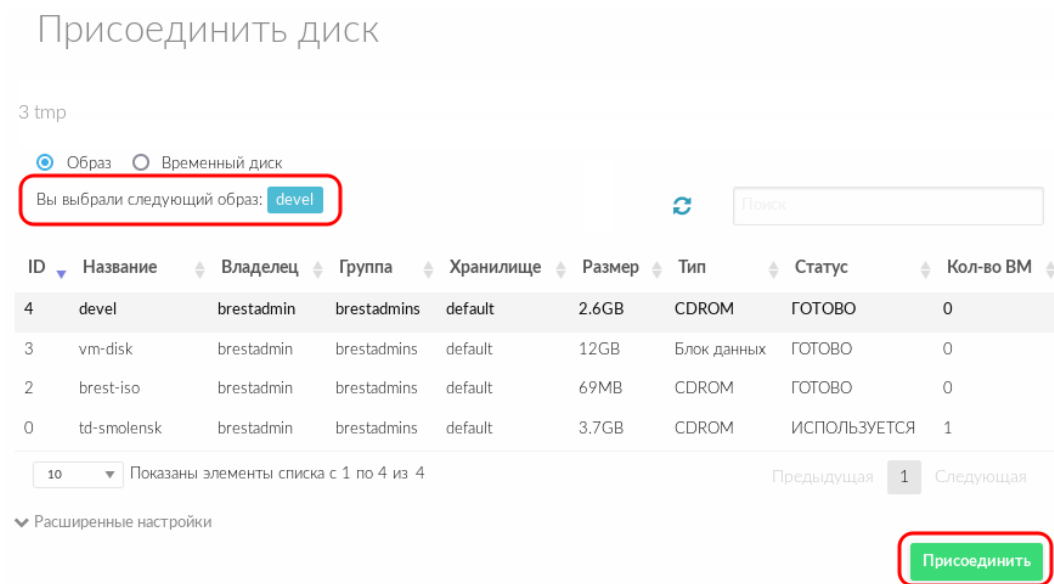 Присоединить диск
3 tmp
Образ Временный диск
Вы выбрали следующий образ: devel
Поиск
ID Название Владелец Группа Хранилище Размер Тип Статус Кол-во ВМ
4 devel brestadmin brestadmins default 2.6GB CDROM ГОТОВО 0
3 vm-disk brestadmin brestadmins default 12GB Блок данных ГОТОВО 0
2 brest-iso brestadmin brestadmins default 69MB CDROM ГОТОВО 0
0 td-smolensk brestadmin brestadmins default 3.7GB CDROM ИСПОЛЬЗУЕТСЯ 1
10 Показаны элементы списка с 1 по 4 из 4 Предыдущая 1 Следующая
Расширенные настройки
Присоединить